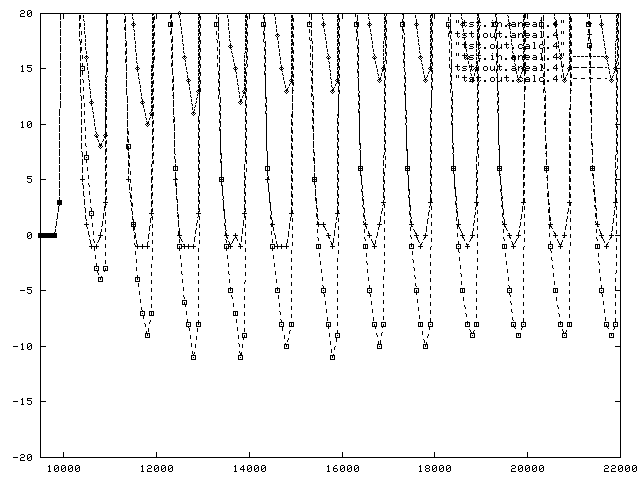 20
15
10
5
0
-5
-10
-15
-20
10000 12000 14000 16000 18000 20000 22000
"tst.in.areal.4"
"tst.out.areal.4"
"tst.out.calc.4"
"tst.in.areal.4"
"tst.out.areal.4"
"tst.out.calc.4"